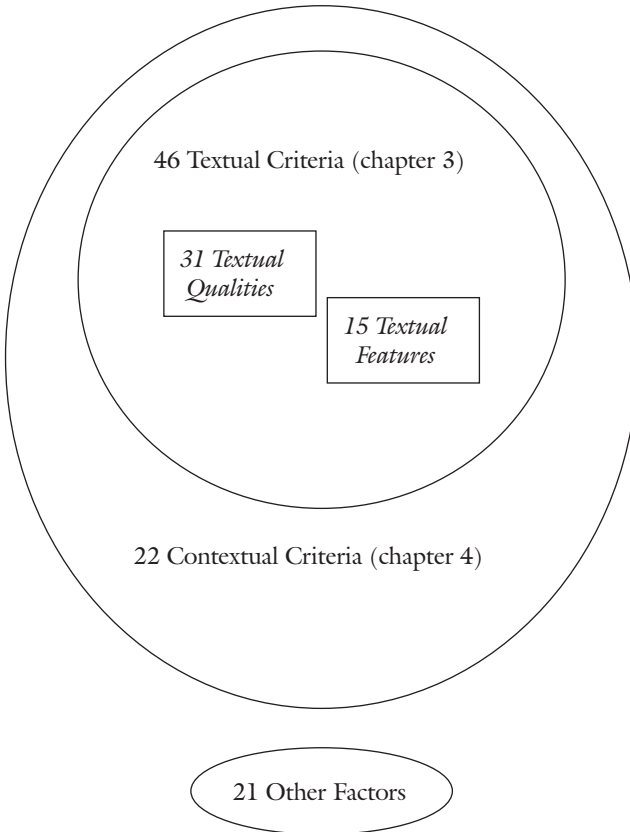 46 Textual Criteria (chapter 3)
31 Textual
Qualities
15 Textual
Features
22 Contextual Criteria (chapter 4)
21 Other Factors